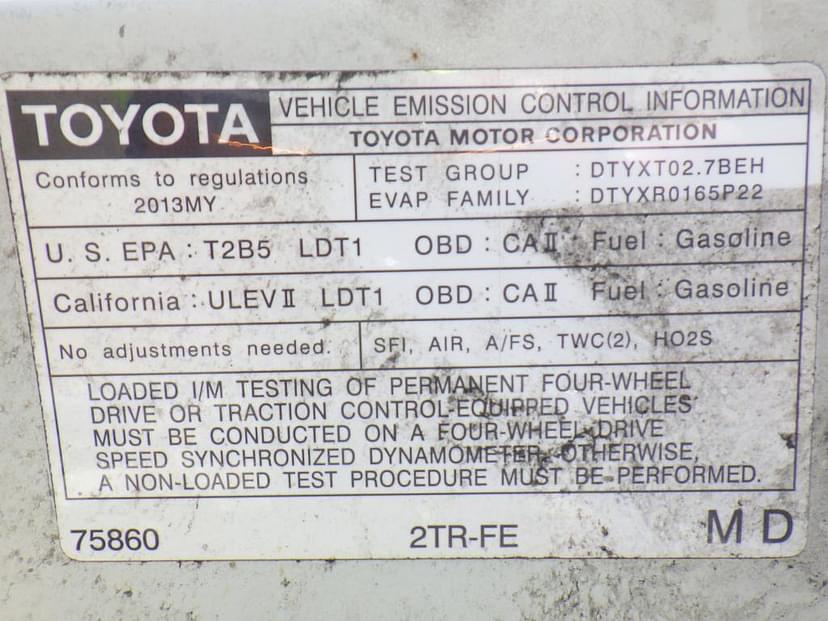 TOYOTA VEHICLE EMISSION CONTROL INFORMATION
TOYOTA MOTOR CORPORATION
Conforms to regulations
2013MY
TEST GROUP : DTYXT02.7BEH
EVAP FAMILY : DTYXR0165P22
U. S. EPA : T2B5 LDT1 OBD : CAⅡ Fuel : Gasoline
California : ULEVⅡ LDT1 OBD : CAⅡ Fuel : Gasoline
No adjustments needed. SFI, AIR, A/FS, TWC(2), HO2S
LOADED I/M TESTING OF PERMANENT FOUR-WHEEL
DRIVE OR TRACTION CONTROL-EQUIPPED VEHICLES
MUST BE CONDUCTED ON A FOUR-WHEEL DRIVE
SPEED SYNCHRONIZED DYNAMOMETER, OTHERWISE,
A NON-LOADED TEST PROCEDURE MUST BE PERFORMED.
75860 2TR-FE MD